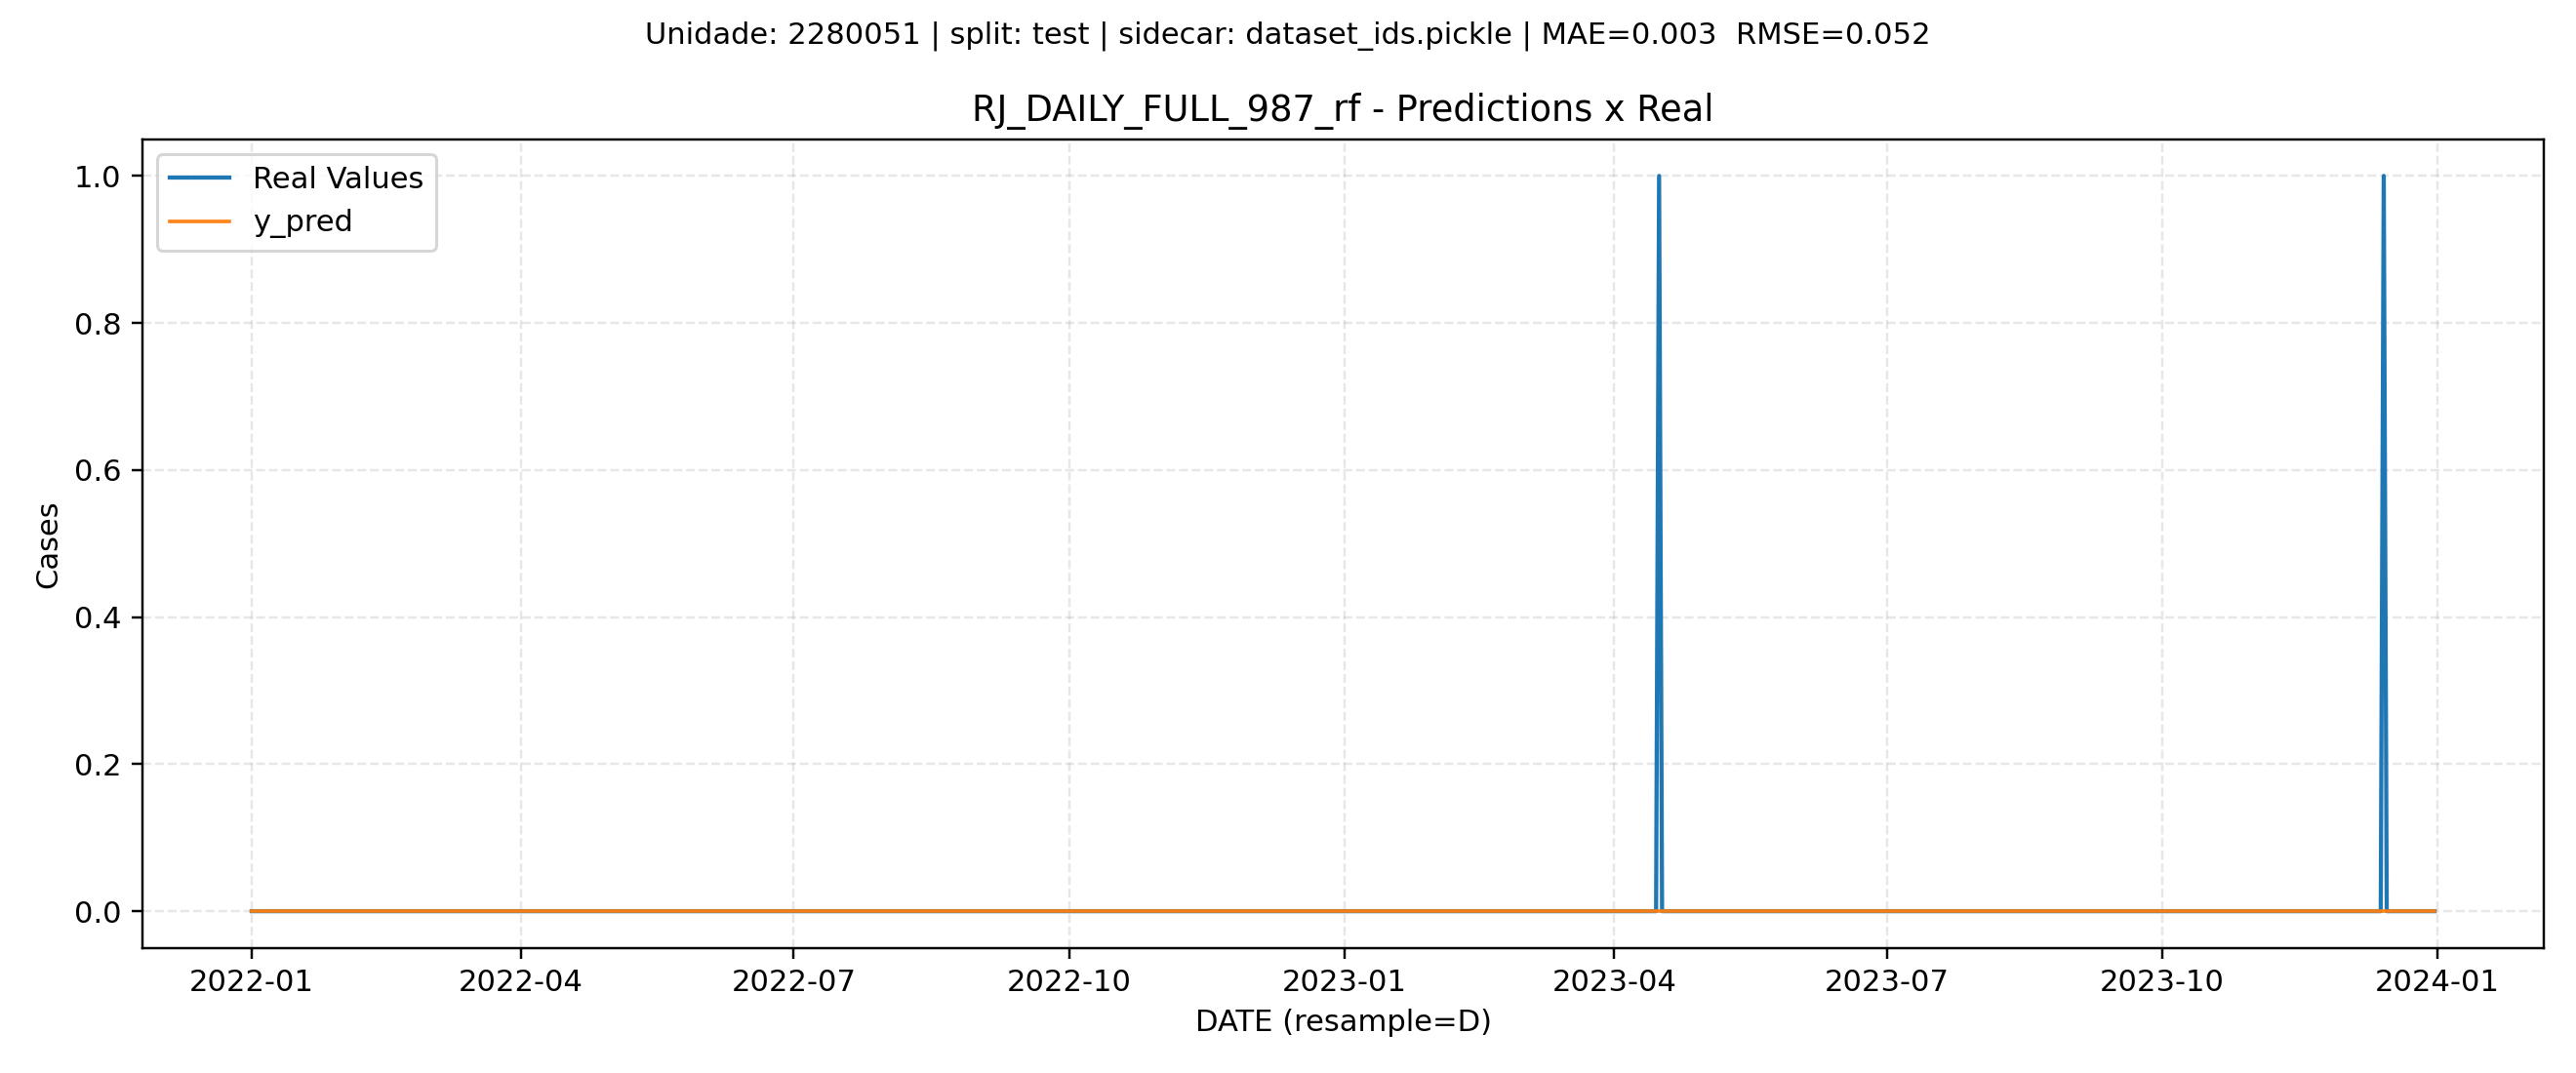 Unidade: 2280051 | split: test | sidecar: dataset_ids.pickle | MAE=0.003  RMSE=0.052
RJ_DAILY_FULL_987_rf - Predictions x Real
Real Values
y_pred
1.0
0.8
0.6
0.4
0.2
0.0
Cases
2022-01 2022-04 2022-07 2022-10 2023-01 2023-04 2023-07 2023-10 2024-01
DATE (resample=D)